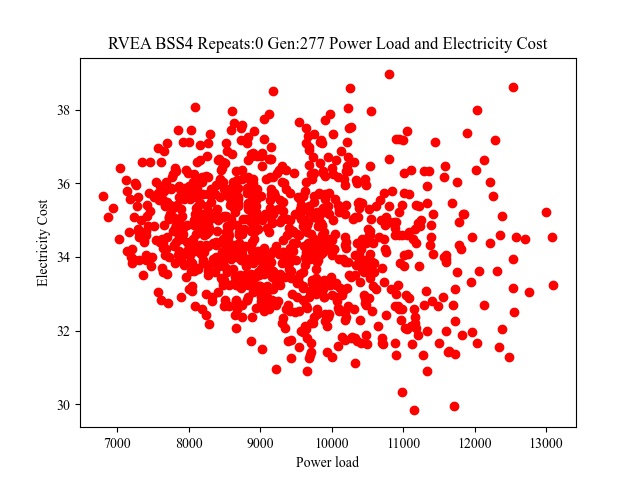 RVEA BSS4 Repeats:0 Gen:277 Power Load and Electricity Cost
38
36
34
32
30
Electricity Cost
7000 8000 9000 10000 11000 12000 13000
Power load